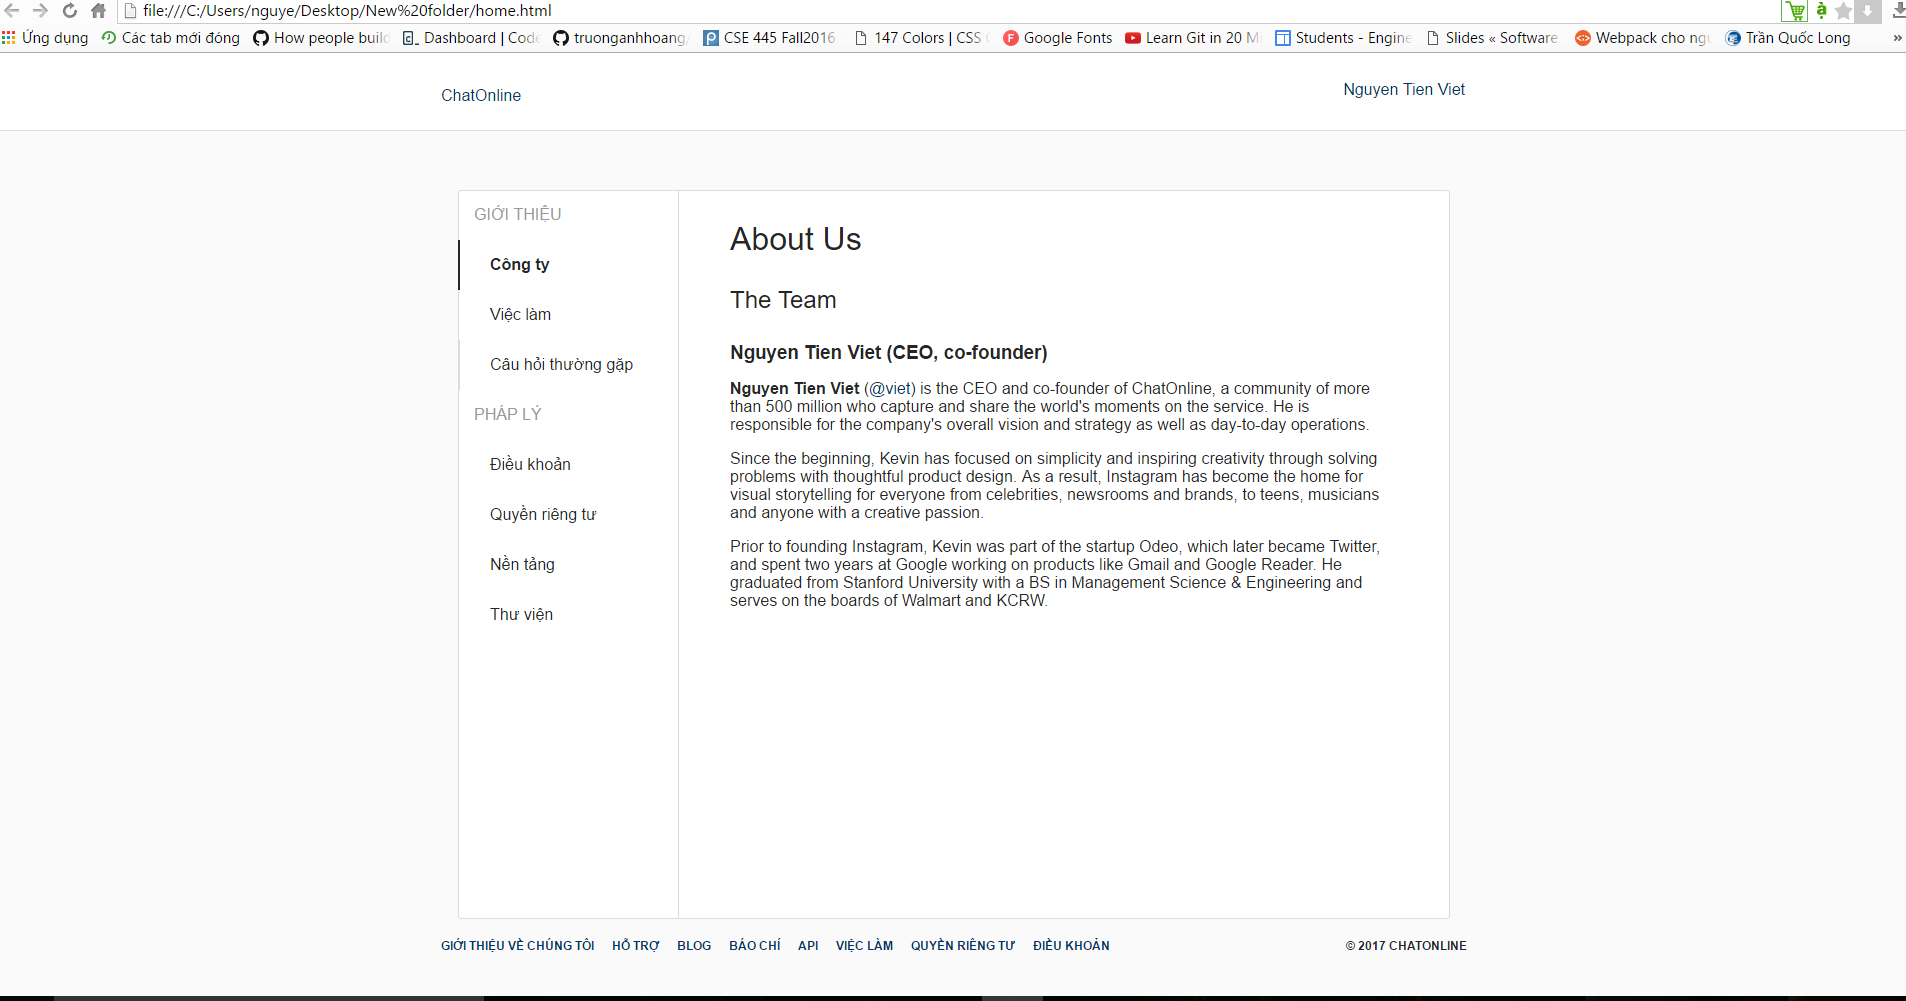 file:///C:/Users/nguye/Desktop/New%20folder/home.html
Ứng dụng Các tab mới đóng How people build Dashboard | Code truonganhhoang/ CSE 445 Fall2016 147 Colors | CSS Google Fonts Learn Git in 20 Mi Students - Engine Slides « Software Webpack cho ngu Trần Quốc Long »
ChatOnline
Nguyen Tien Viet
GIỚI THIỆU
Công ty
Việc làm
Câu hỏi thường gặp
PHÁP LÝ
Điều khoản
Quyền riêng tư
Nền tảng
Thư viện
About Us
The Team
Nguyen Tien Viet (CEO, co-founder)
Nguyen Tien Viet (@viet) is the CEO and co-founder of ChatOnline, a community of more
than 500 million who capture and share the world's moments on the service. He is
responsible for the company's overall vision and strategy as well as day-to-day operations.
Since the beginning, Kevin has focused on simplicity and inspiring creativity through solving
problems with thoughtful product design. As a result, Instagram has become the home for
visual storytelling for everyone from celebrities, newsrooms and brands, to teens, musicians
and anyone with a creative passion.
Prior to founding Instagram, Kevin was part of the startup Odeo, which later became Twitter,
and spent two years at Google working on products like Gmail and Google Reader. He
graduated from Stanford University with a BS in Management Science & Engineering and
serves on the boards of Walmart and KCRW.
GIỚI THIỆU VỀ CHÚNG TÔI HỖ TRỢ BLOG BÁO CHÍ API VIỆC LÀM QUYỀN RIÊNG TƯ ĐIỀU KHOẢN
© 2017 CHATONLINE